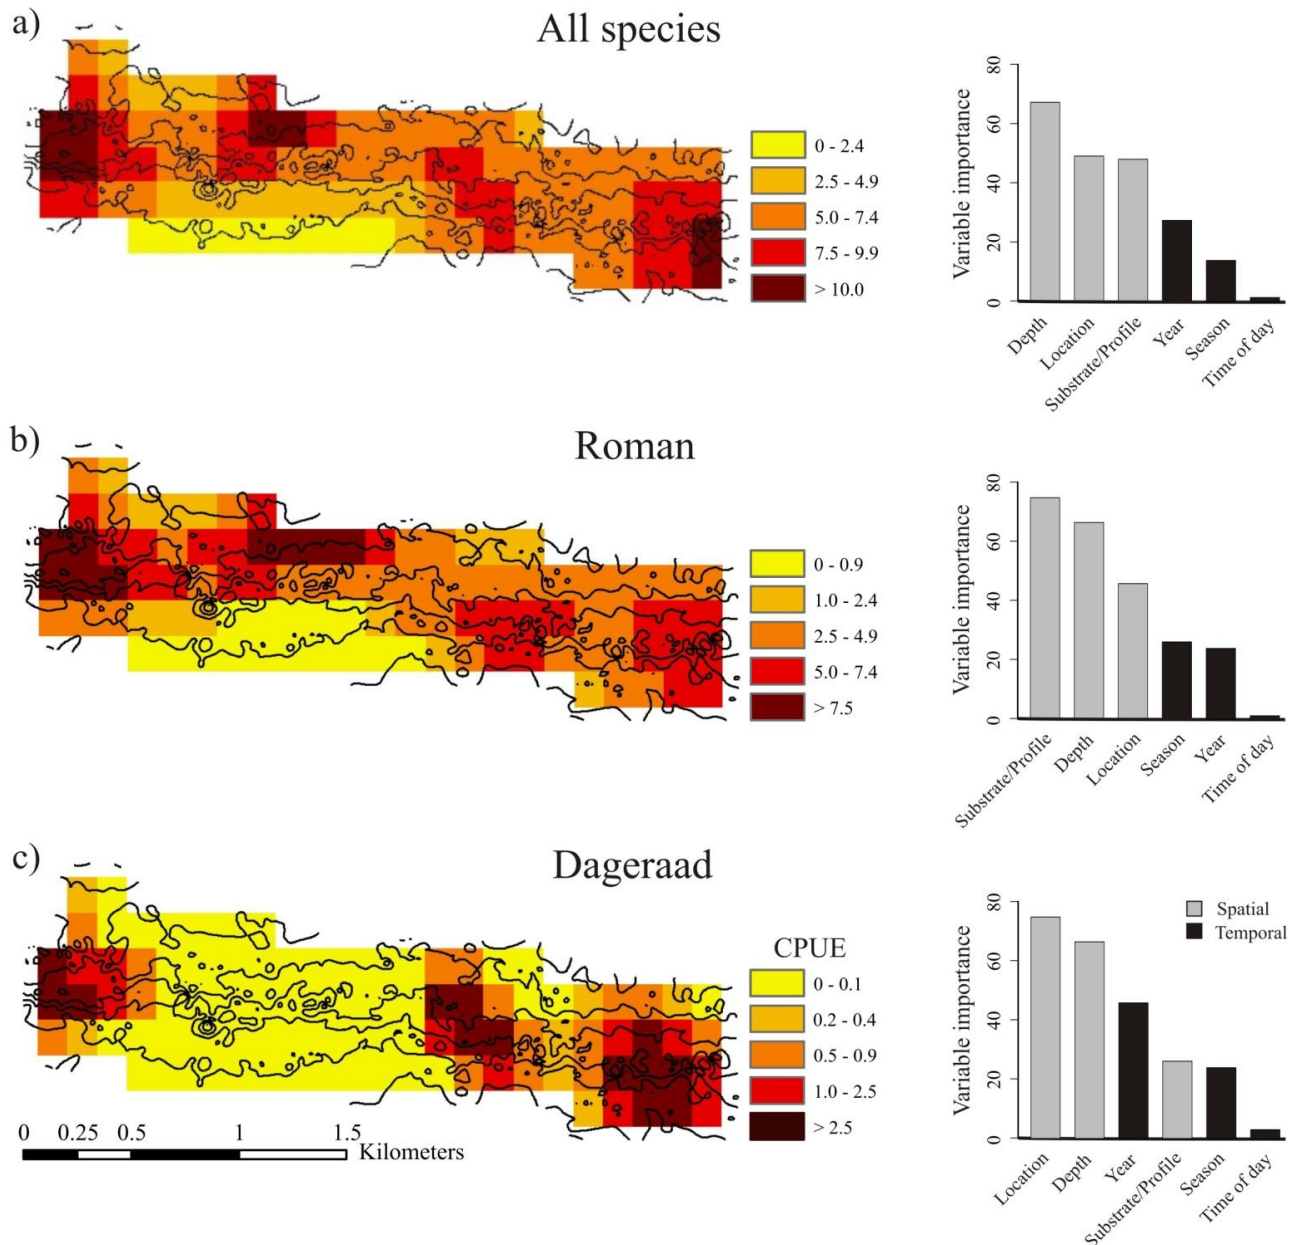 a)
All species
0 - 2.4
2.5 - 4.9
5.0 - 7.4
7.5 - 9.9
> 10.0
Variable importance
80
60
40
20
0
Depth
Location
Substrate/Profile
Year
Season
Time of day
b)
Roman
0 - 0.9
1.0 - 2.4
2.5 - 4.9
5.0 - 7.4
> 7.5
Variable importance
80
60
40
20
0
Substrate/Profile
Depth
Location
Season
Year
Time of day
c)
Dageraad
CPUE
0 - 0.1
0.2 - 0.4
0.5 - 0.9
1.0 - 2.5
> 2.5
0 0.25 0.5 1 1.5
Kilometers
Spatial
Temporal
Variable importance
80
60
40
20
0
Location
Depth
Year
Substrate/Profile
Season
Time of day